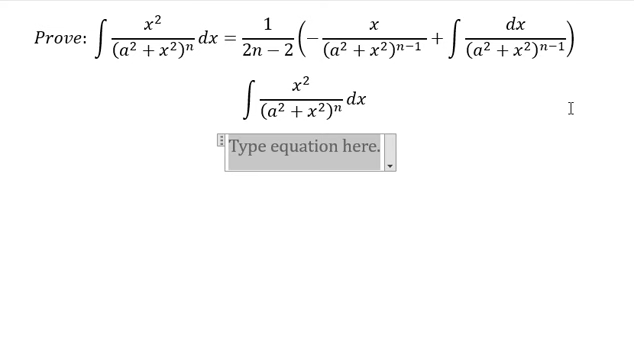 Prove: ∫ x²/(a² + x²)ⁿ dx = 1/(2n − 2) (− x/(a² + x²)ⁿ⁻¹ + ∫ dx/(a² + x²)ⁿ⁻¹)
∫ x²/(a² + x²)ⁿ dx
Type equation here.